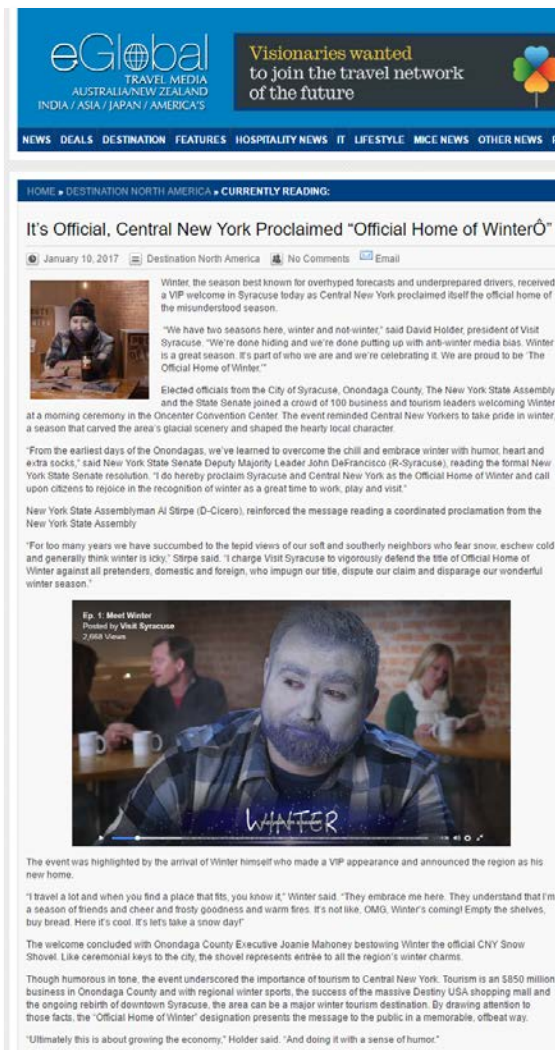 eGlobal
TRAVEL MEDIA
AUSTRALIA/NEW ZEALAND
INDIA / ASIA / JAPAN / AMERICA'S
Visionaries wanted
to join the travel network
of the future
NEWS DEALS DESTINATION FEATURES HOSPITALITY NEWS IT LIFESTYLE MICE NEWS OTHER NEWS
HOME » DESTINATION NORTH AMERICA » CURRENTLY READING:
It's Official, Central New York Proclaimed “Official Home of WinterÔ”
January 10, 2017 Destination North America No Comments Email
Winter, the season best known for overhyped forecasts and underprepared drivers, received
a VIP welcome in Syracuse today as Central New York proclaimed itself the official home of
the misunderstood season.
“We have two seasons here, winter and not-winter,” said David Holder, president of Visit
Syracuse. “We're done hiding and we're done putting up with anti-winter media bias. Winter
is a great season. It's part of who we are and we're celebrating it. We are proud to be 'The
Official Home of Winter.'”
Elected officials from the City of Syracuse, Onondaga County, The New York State Assembly
and the State Senate joined a crowd of 100 business and tourism leaders welcoming Winter
at a morning ceremony in the Oncenter Convention Center. The event reminded Central New Yorkers to take pride in winter,
a season that carved the area's glacial scenery and shaped the hearty local character.
“From the earliest days of the Onondagas, we've learned to overcome the chill and embrace winter with humor, heart and
extra socks,” said New York State Senate Deputy Majority Leader John DeFrancisco (R-Syracuse), reading the formal New
York State Senate resolution. “I do hereby proclaim Syracuse and Central New York as the Official Home of Winter and call
upon citizens to rejoice in the recognition of winter as a great time to work, play and visit.”
New York State Assemblyman Al Stirpe (D-Cicero), reinforced the message reading a coordinated proclamation from the
New York State Assembly
“For too many years we have succumbed to the tepid views of our soft and southerly neighbors who fear snow, eschew cold
and generally think winter is icky,” Stirpe said. “I charge Visit Syracuse to vigorously defend the title of Official Home of
Winter against all pretenders, domestic and foreign, who impugn our title, dispute our claim and disparage our wonderful
winter season.”
Ep. 1: Meet Winter
Posted by Visit Syracuse
2,668 Views
WINTER
The event was highlighted by the arrival of Winter himself who made a VIP appearance and announced the region as his
new home.
“I travel a lot and when you find a place that fits, you know it,” Winter said. “They embrace me here. They understand that I'm
a season of friends and cheer and frosty goodness and warm fires. It's not like, OMG, Winter's coming! Empty the shelves,
buy bread. Here it's cool. It's let's take a snow day!”
The welcome concluded with Onondaga County Executive Joanie Mahoney bestowing Winter the official CNY Snow
Shovel. Like ceremonial keys to the city, the shovel represents entrée to all the region's winter charms.
Though humorous in tone, the event underscored the importance of tourism to Central New York. Tourism is an $850 million
business in Onondaga County and with regional winter sports, the success of the massive Destiny USA shopping mall and
the ongoing rebirth of downtown Syracuse, the area can be a major winter tourism destination. By drawing attention to
those facts, the “Official Home of Winter” designation presents the message to the public in a memorable, offbeat way.
“Ultimately this is about growing the economy,” Holder said. “And doing it with a sense of humor.”